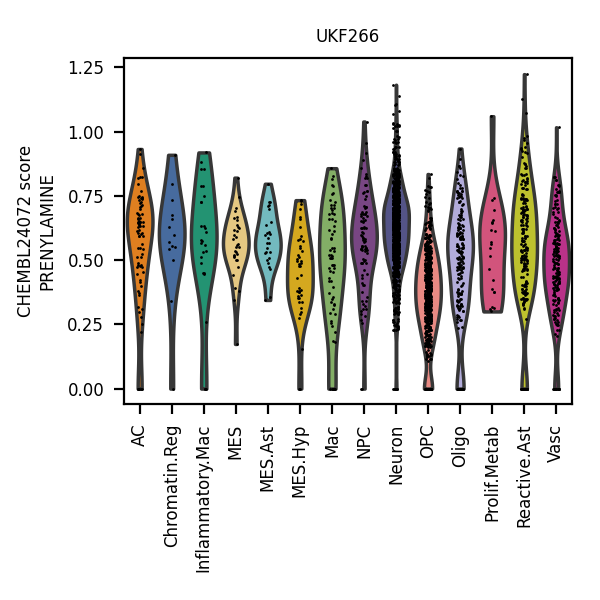 UKF266
CHEMBL24072 score
PRENYLAMINE
1.25
1.00
0.75
0.50
0.25
0.00
AC
Chromatin.Reg
Inflammatory.Mac
MES
MES.Ast
MES.Hyp
Mac
NPC
Neuron
OPC
Oligo
Prolif.Metab
Reactive.Ast
Vasc